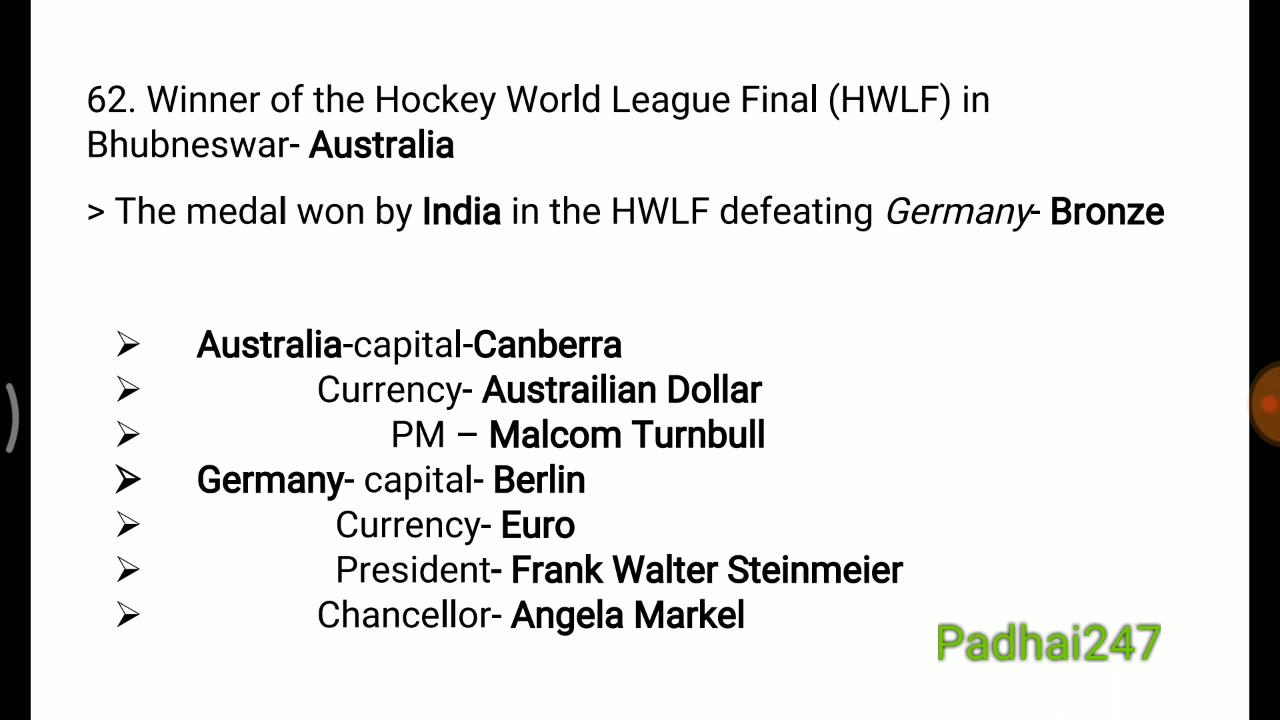 62. Winner of the Hockey World League Final (HWLF) in
Bhubneswar- Australia
> The medal won by India in the HWLF defeating Germany- Bronze
➢ Australia-capital-Canberra
➢ Currency- Austrailian Dollar
➢ PM – Malcom Turnbull
➢ Germany- capital- Berlin
➢ Currency- Euro
➢ President- Frank Walter Steinmeier
➢ Chancellor- Angela Markel
Padhai247